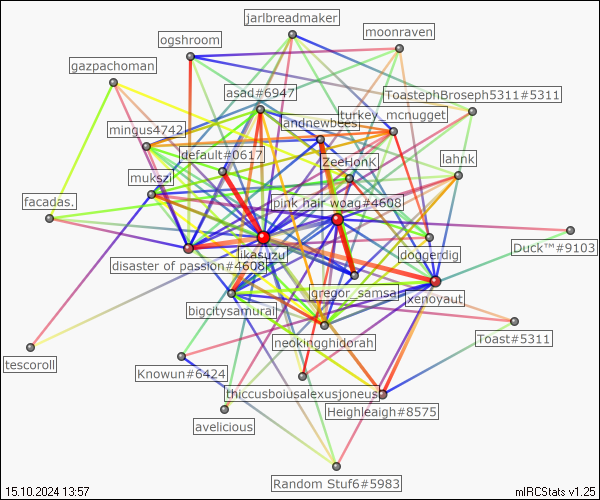 jarlbreadmaker
moonraven
ogshroom
gazpachoman
asad#6947
ToastephBroseph5311#5311
turkey_mcnugget
andnewbees
mingus4742
default#0617
ZeeHonK
lahnk
mukszi
facadas.
pink hair woag#4608
likasuzu
doggerdig
Duck™#9103
disaster of passion#4608
gregor_samsa
xenoyaut
bigcitysamurai
neokingghidorah
Toast#5311
tescoroll
Knowun#6424
thiccusboiusalexusjoneus
Heighleaigh#8575
avelicious
Random Stuf6#5983
15.10.2024 13:57
mIRCStats v1.25